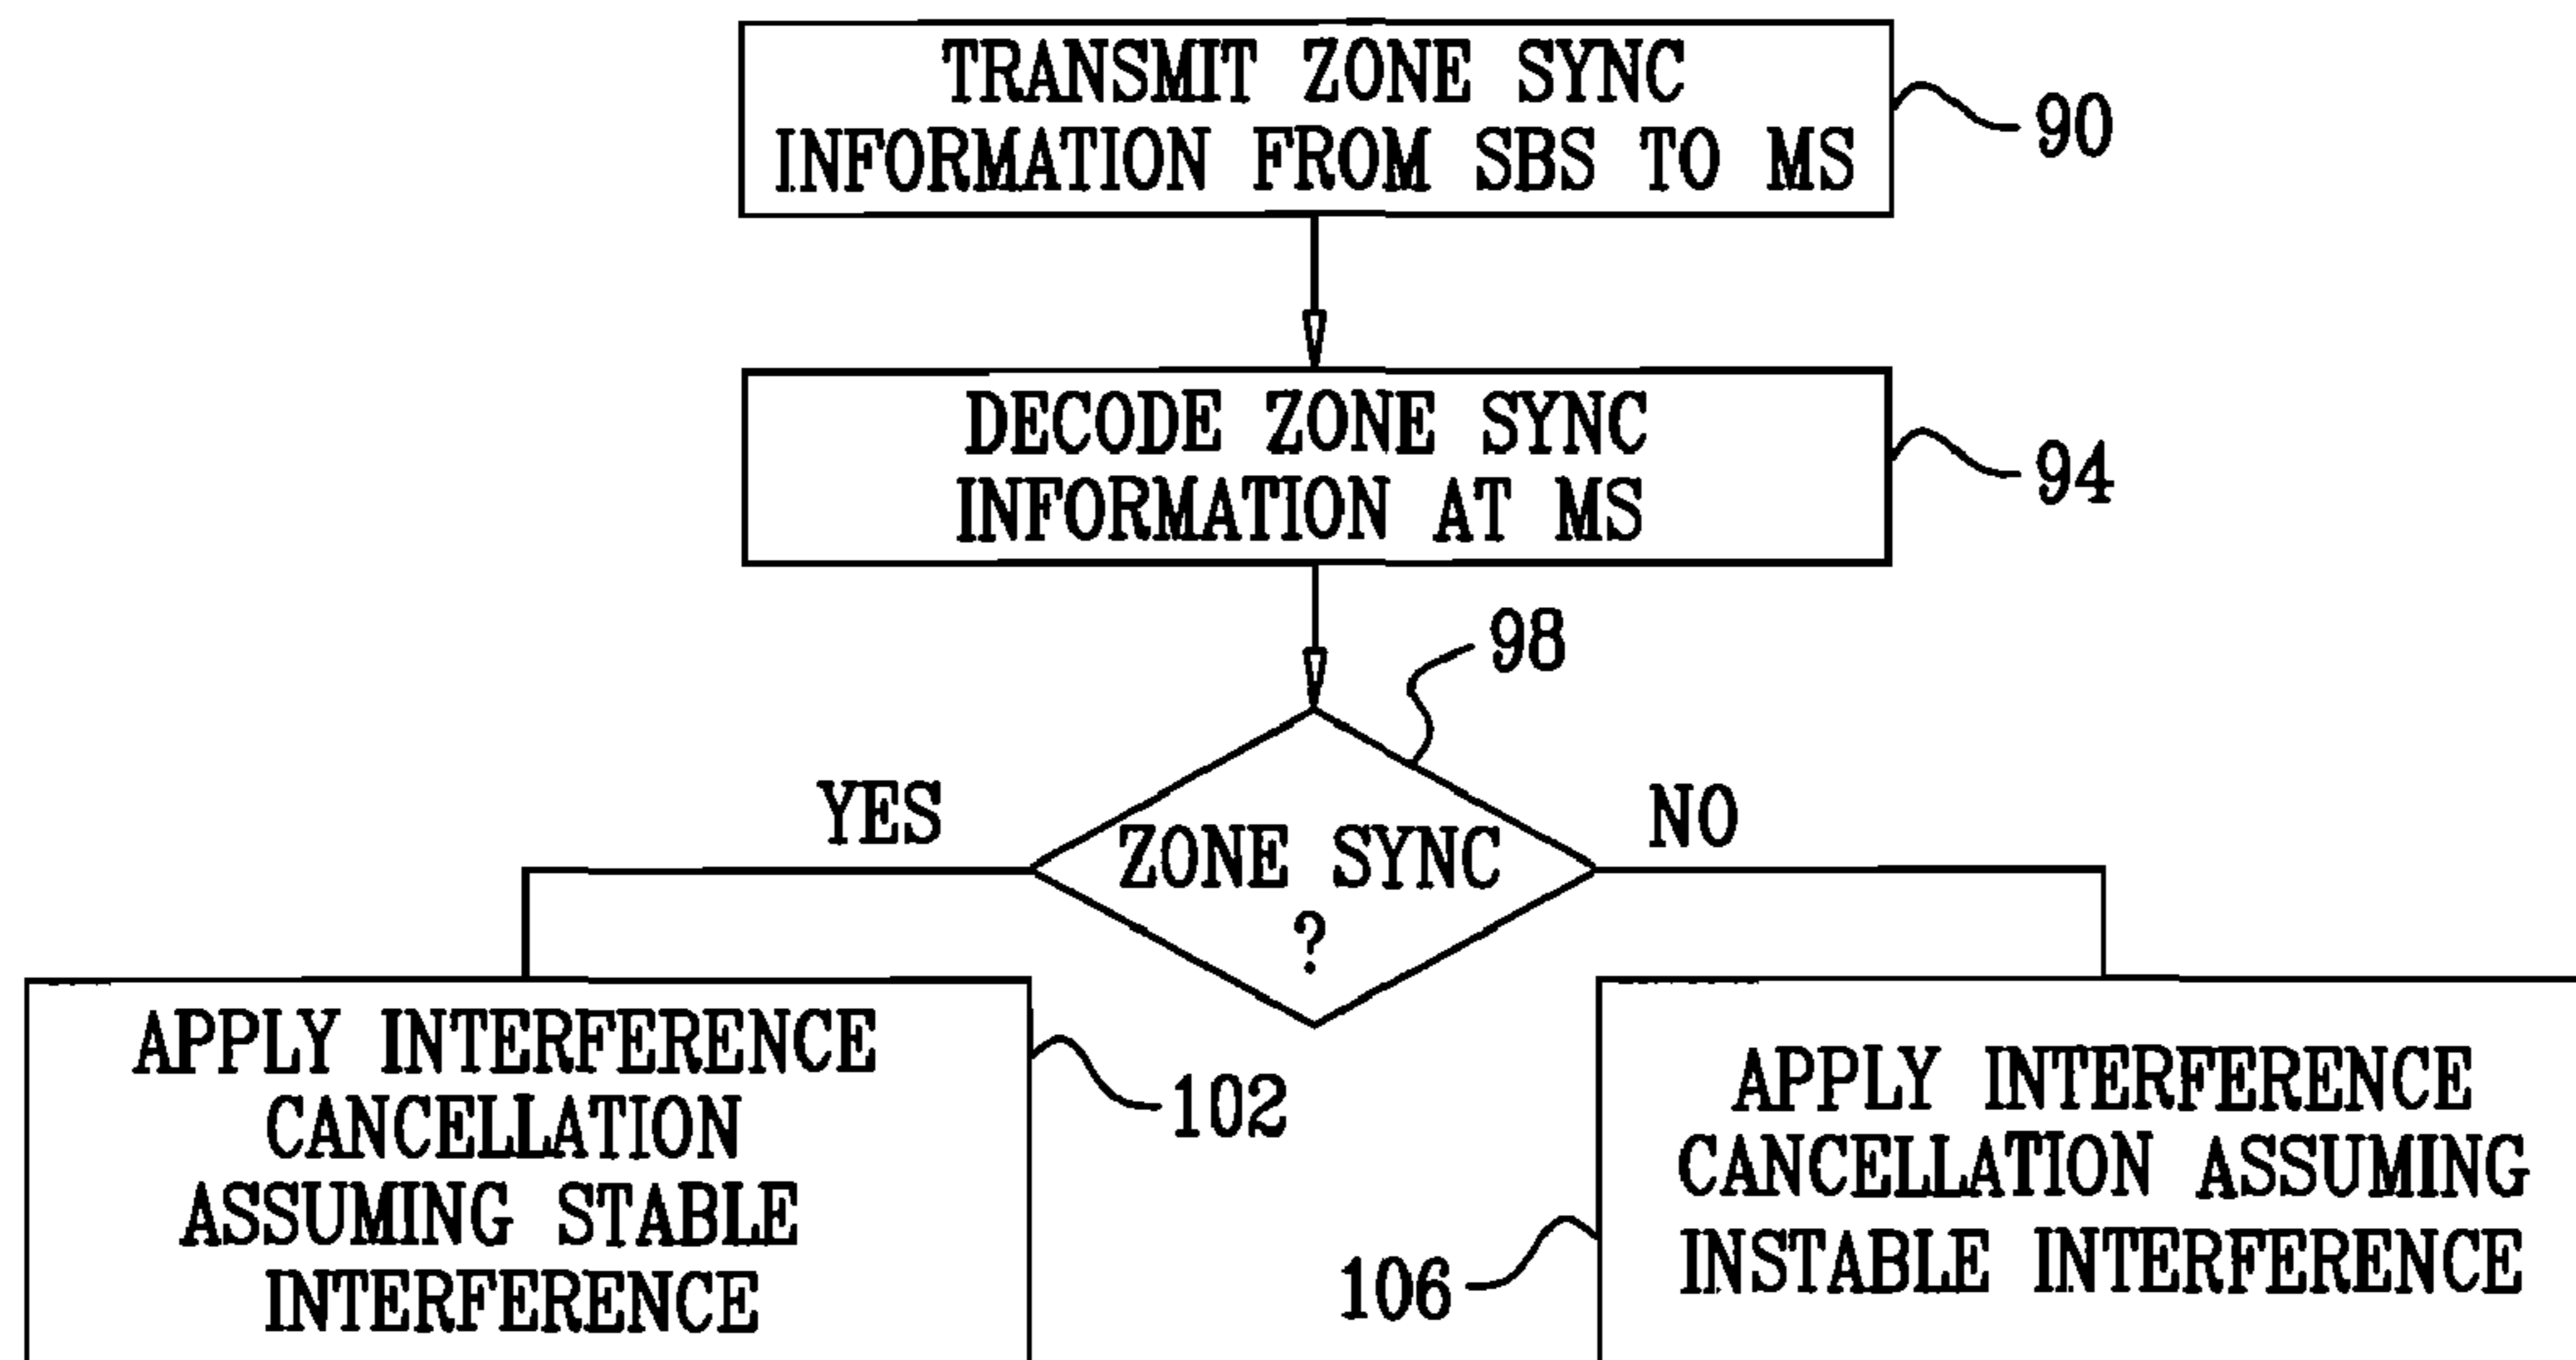 TRANSMIT ZONE SYNC
INFORMATION FROM SBS TO MS
90
DECODE ZONE SYNC
INFORMATION AT MS
94
98
YES
NO
ZONE SYNC
?
APPLY INTERFERENCE
CANCELLATION
ASSUMING STABLE
INTERFERENCE
102
APPLY INTERFERENCE
CANCELLATION ASSUMING
INSTABLE INTERFERENCE
106